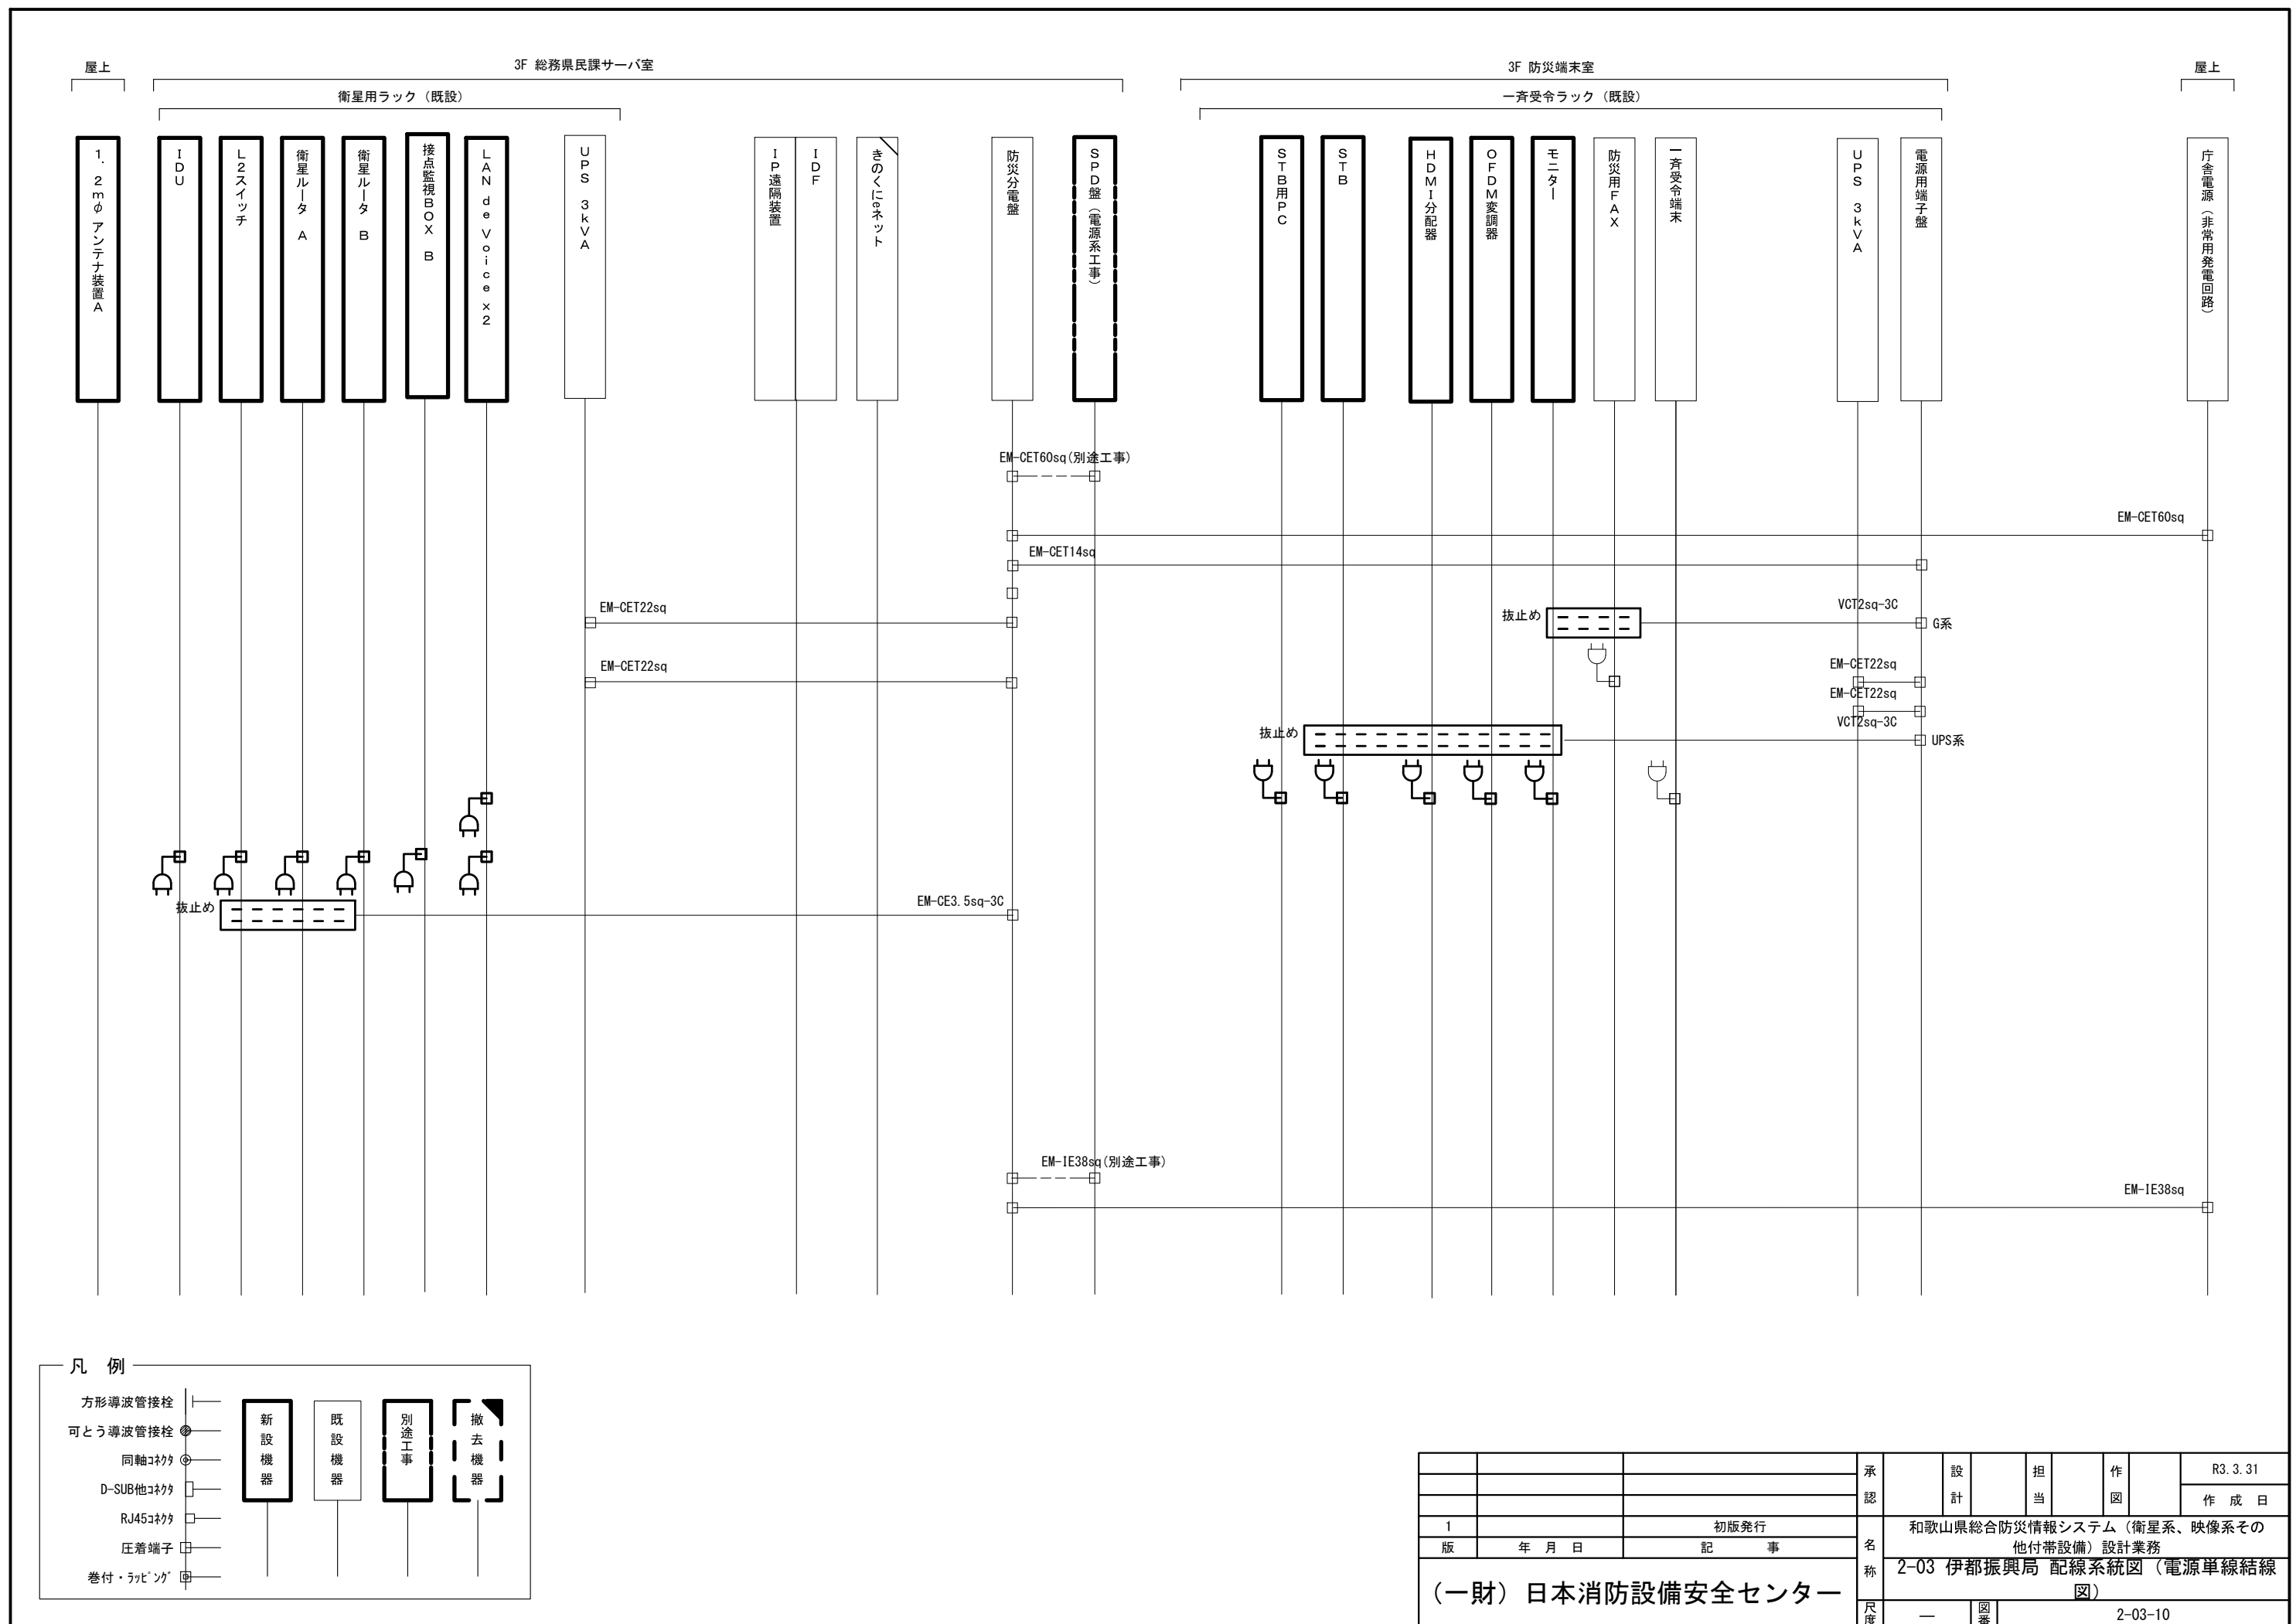 屋上
3F 総務県民課サーバ室
3F 防災端末室
屋上
衛星用ラック（既設）
一斉受令ラック（既設）
1．2mφ アンテナ装置A
IDU
L2スイッチ
衛星ルータ A
衛星ルータ B
接点監視BOX B
LAN de Voice x2
UPS 3kVA
IP遠隔装置
IDF
きのくにeネット
防災分電盤
SPD盤（電源系工事）
STB用PC
STB
HDMI分配器
OFDM変調器
モニター
防災用FAX
一斉受令端末
UPS 3kVA
電源用端子盤
庁舎電源（非常用発電回路）
EM-CET60sq(別途工事)
EM-CET60sq
EM-CET14sq
EM-CET22sq
抜止め
VCT2sq-3C
G系
EM-CET22sq
EM-CET22sq
EM-CET22sq
抜止め
VCT2sq-3C
UPS系
抜止め
EM-CE3.5sq-3C
EM-IE38sq(別途工事)
EM-IE38sq
凡 例
方形導波管接栓
可とう導波管接栓
同軸ｺﾈｸﾀ
D-SUB他ｺﾈｸﾀ
RJ45ｺﾈｸﾀ
圧着端子
巻付・ﾗｯﾋﾟﾝｸﾞ
新設機器
既設機器
別途工事
撤去機器
承認
設計
担当
作図
R3.3.31
作 成 日
1
初版発行
版
年 月 日
記 事
名称
和歌山県総合防災情報システム（衛星系、映像系その
他付帯設備）設計業務
2-03 伊都振興局 配線系統図（電源単線結線
図）
（一財）日本消防設備安全センター
尺度
―
図番
2-03-10